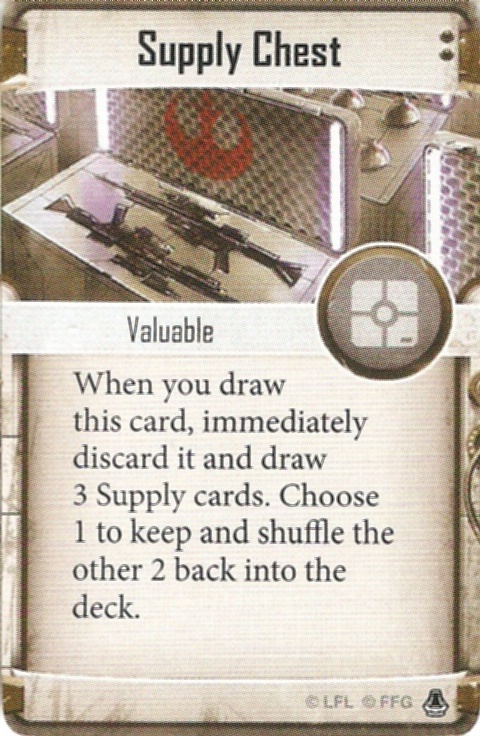 Supply Chest
Valuable
When you draw
this card, immediately
discard it and draw
3 Supply cards. Choose
1 to keep and shuffle the
other 2 back into the
deck.
© LFL © FFG